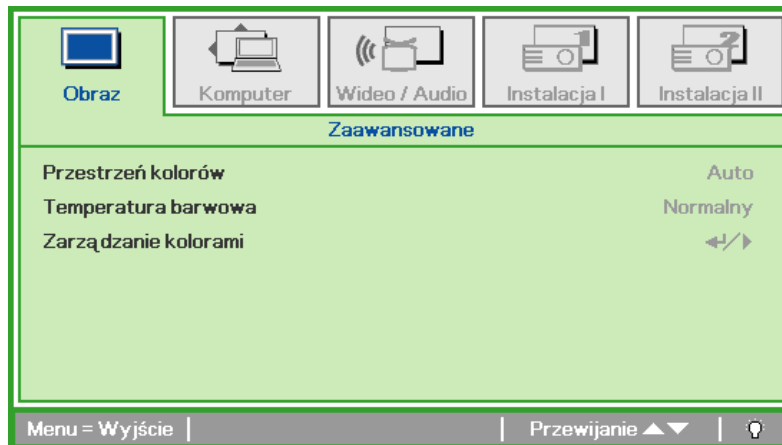 Obraz
Komputer
Wideo / Audio
Instalacja I
Instalacja II
Zaawansowane
Przestrzeń kolorów Auto
Temperatura barwowa Normalny
Zarządzanie kolorami
Menu = Wyjście | | Przewijanie ▲▼ |